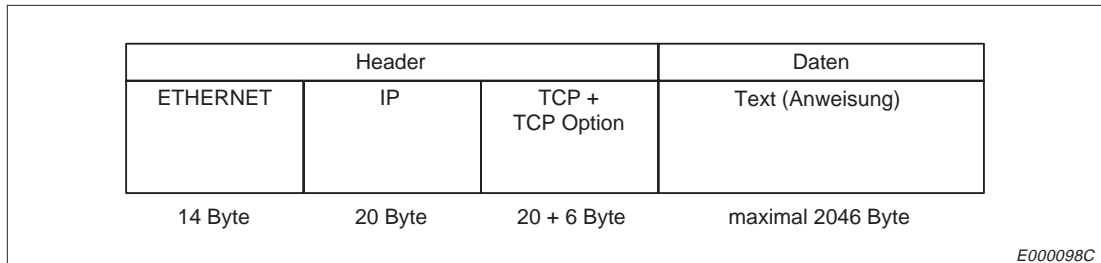 Header Daten
ETHERNET IP TCP + Text (Anweisung)
TCP Option
14 Byte 20 Byte 20 + 6 Byte maximal 2046 Byte
E000098C